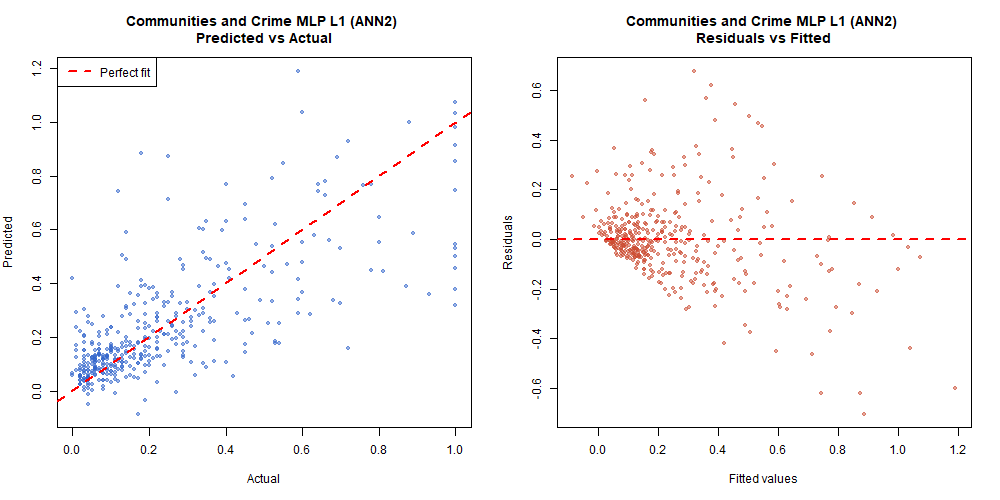 Communities and Crime MLP L1 (ANN2)
Predicted vs Actual
Perfect fit
Predicted
0.0 0.2 0.4 0.6 0.8 1.0 1.2
0.0 0.2 0.4 0.6 0.8 1.0
Actual
Communities and Crime MLP L1 (ANN2)
Residuals vs Fitted
Residuals
-0.6 -0.4 -0.2 0.0 0.2 0.4 0.6
0.0 0.2 0.4 0.6 0.8 1.0 1.2
Fitted values